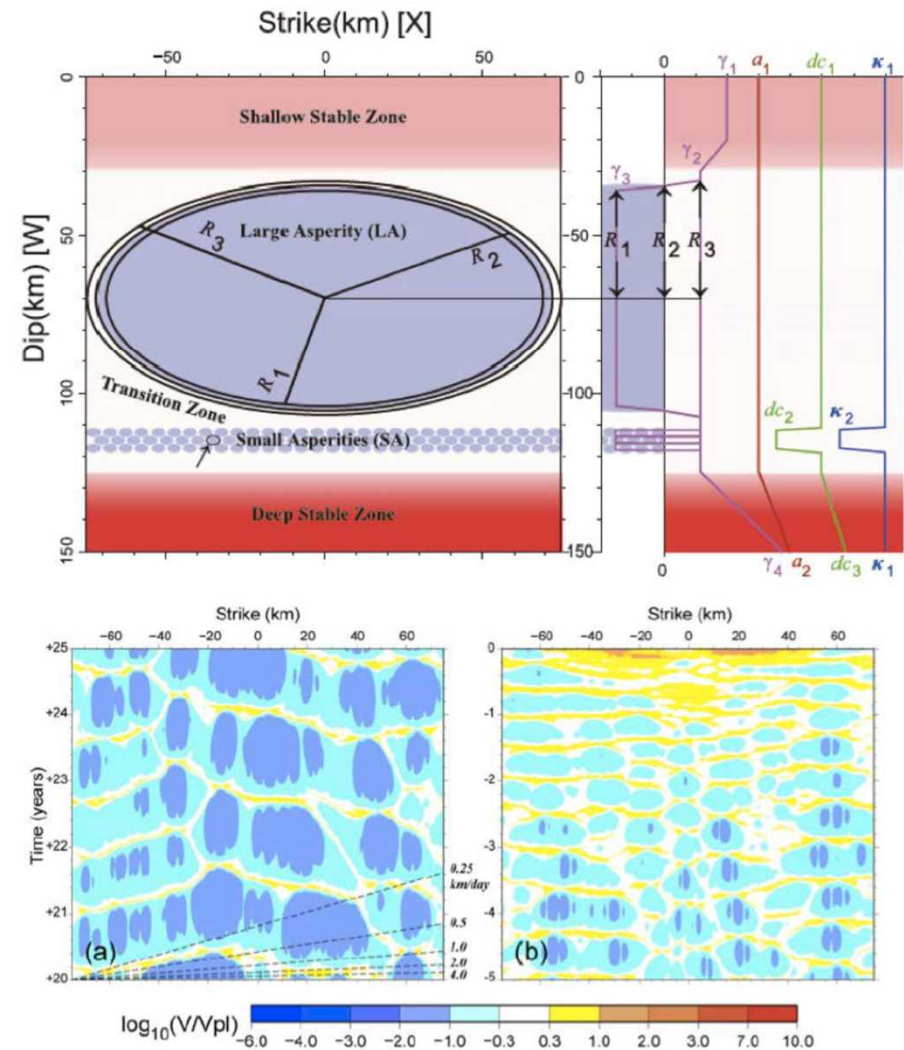 Strike(km) [X]
−50 0 50 0 γ1 a1 dc1 κ1
0 0
Shallow Stable Zone
γ2
γ3
Large Asperity (LA)
R3 R2
50 50
R1 R2 R3
Dip(km) [W]
R1
100 100
Transition Zone
dc2 κ2
Small Asperities (SA)
Deep Stable Zone
150 150
0 γ4 a2 dc3 κ1
Strike (km) Strike (km)
−60 −40 −20 0 20 40 60 −60 −40 −20 0 20 40 60
+25 0
+24 -1
+23 -2
Time (years)
+22 -3
0.25
km/day
+21 -4
0.5
(a) (b)
1.0
2.0
+20 4.0 -5
log10(V/Vpl)
−6.0 −4.0 −3.0 −2.0 −1.0 −0.3 0.3 1.0 2.0 3.0 7.0 10.0